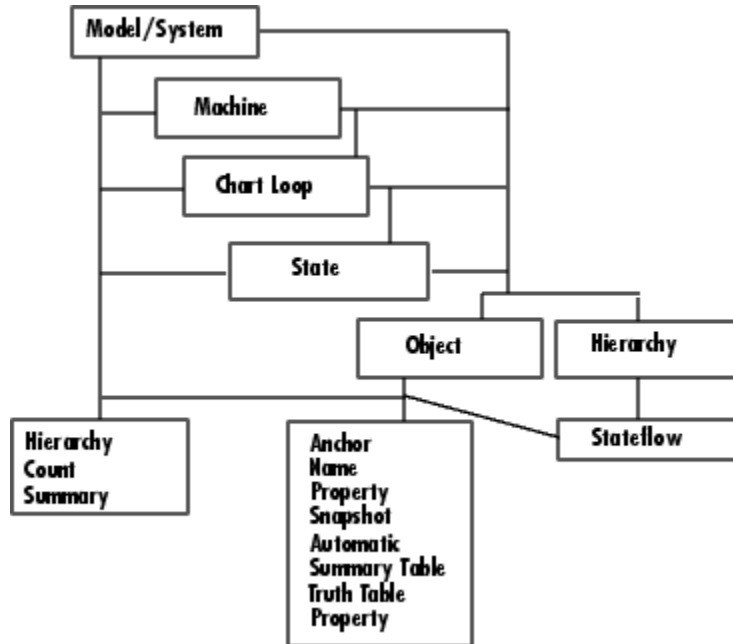 Model/System
Machine
Chart Loop
State
Object
Hierarchy
Hierarchy
Count
Summary
Anchor
Name
Property
Snapshot
Automatic
Summary Table
Truth Table
Property
Stateflow